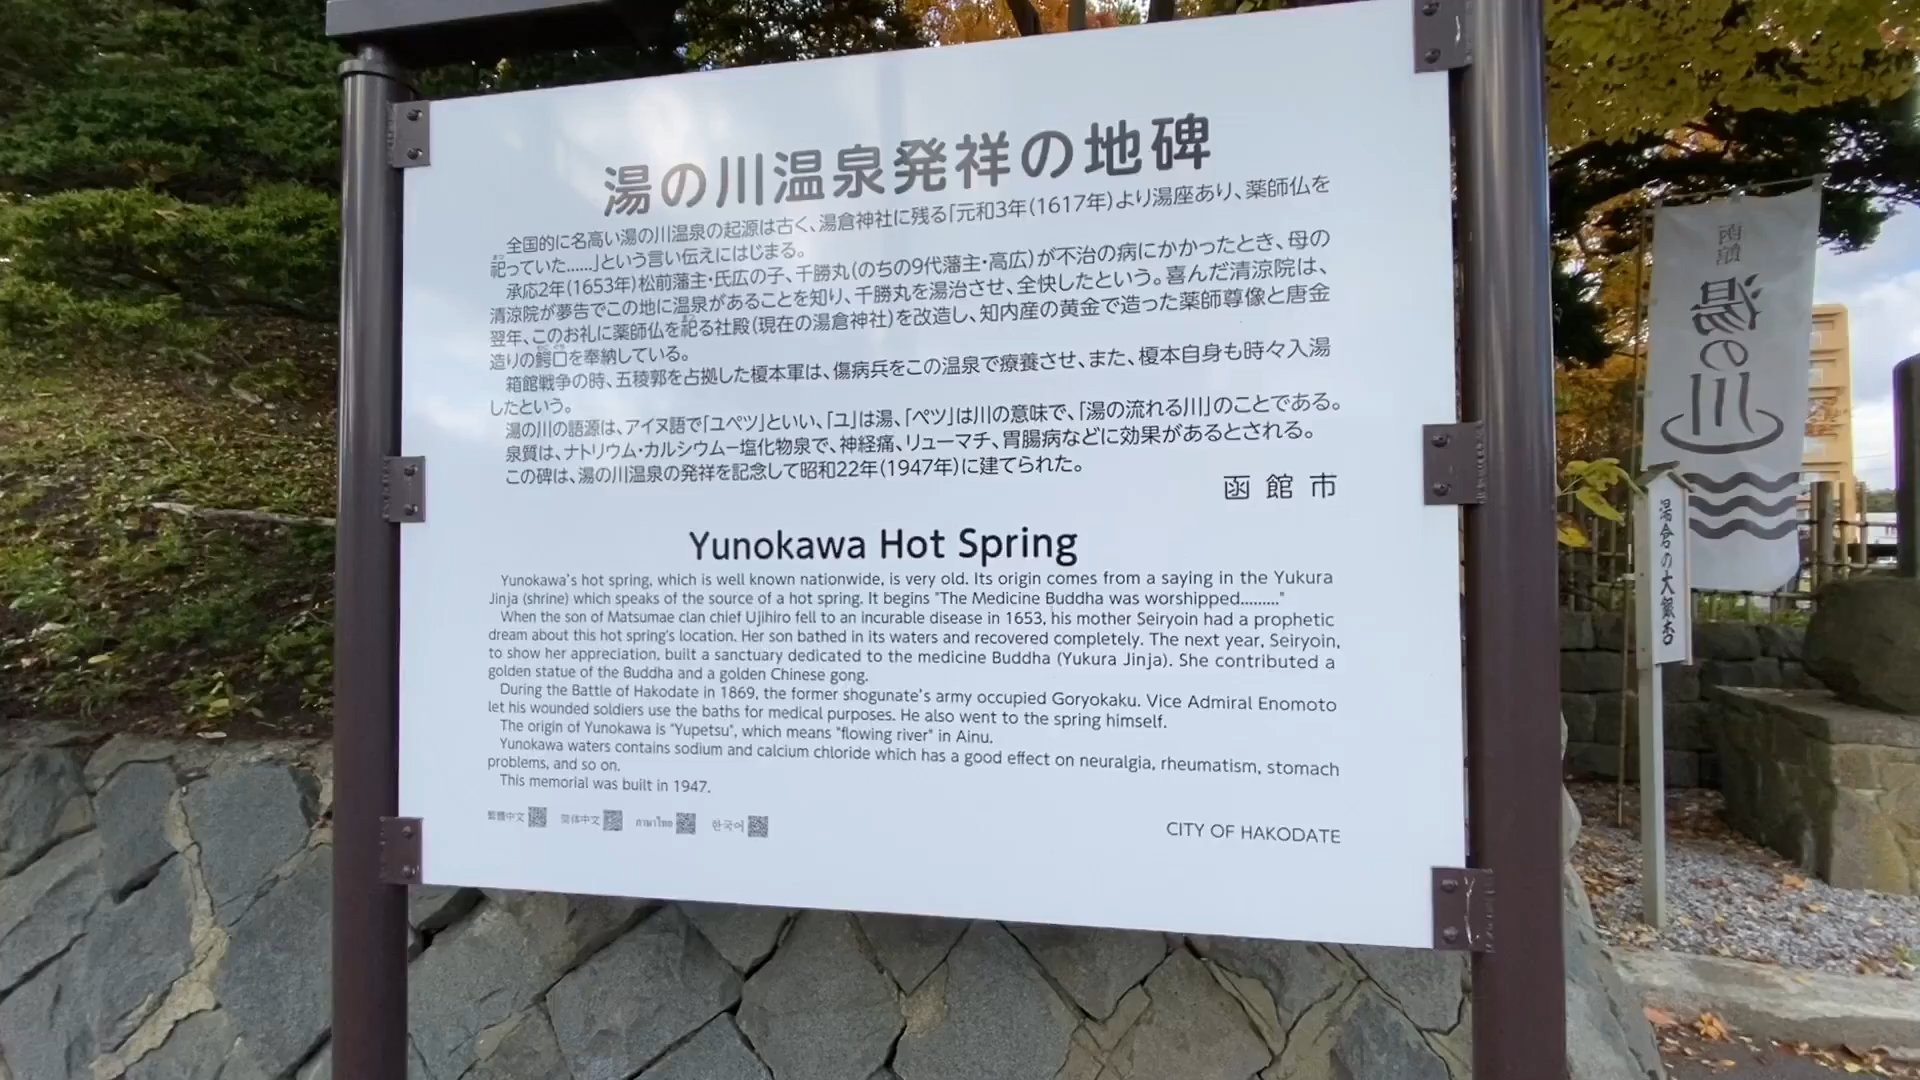 湯の川温泉発祥の地碑
全国的に名高い湯の川温泉の起源は古く、湯倉神社に残る「元和3年(1617年)より湯座あり、薬師仏を
祀っていた……」という言い伝えにはじまる。
承応2年(1653年)松前藩主・氏広の子、千勝丸(のちの9代藩主・高広)が不治の病にかかったとき、母の
清涼院が夢告でこの地に温泉があることを知り、千勝丸を湯治させ、全快したという。喜んだ清涼院は、
翌年、このお礼に薬師仏を祀る社殿(現在の湯倉神社)を改造し、知内産の黄金で造った薬師尊像と唐金
造りの鰐口を奉納している。
箱館戦争の時、五稜郭を占拠した榎本軍は、傷病兵をこの温泉で療養させ、また、榎本自身も時々入湯
したという。
湯の川の語源は、アイヌ語で「ユペツ」といい、「ユ」は湯、「ペツ」は川の意味で、「湯の流れる川」のことである。
泉質は、ナトリウム・カルシウム―塩化物泉で、神経痛、リューマチ、胃腸病などに効果があるとされる。
この碑は、湯の川温泉の発祥を記念して昭和22年(1947年)に建てられた。
函館市
Yunokawa Hot Spring
Yunokawa's hot spring, which is well known nationwide, is very old. Its origin comes from a saying in the Yukura
Jinja (shrine) which speaks of the source of a hot spring. It begins "The Medicine Buddha was worshipped........."
When the son of Matsumae clan chief Ujihiro fell to an incurable disease in 1653, his mother Seiryoin had a prophetic
dream about this hot spring's location. Her son bathed in its waters and recovered completely. The next year, Seiryoin,
to show her appreciation, built a sanctuary dedicated to the medicine Buddha (Yukura Jinja). She contributed a
golden statue of the Buddha and a golden Chinese gong.
During the Battle of Hakodate in 1869, the former shogunate's army occupied Goryokaku. Vice Admiral Enomoto
let his wounded soldiers use the baths for medical purposes. He also went to the spring himself.
The origin of Yunokawa is "Yupetsu", which means "flowing river" in Ainu.
Yunokawa waters contains sodium and calcium chloride which has a good effect on neuralgia, rheumatism, stomach
problems, and so on.
This memorial was built in 1947.
繁體中文 简体中文 ภาษาไทย 한국어
CITY OF HAKODATE
函館
湯の川
湯倉の大銀杏